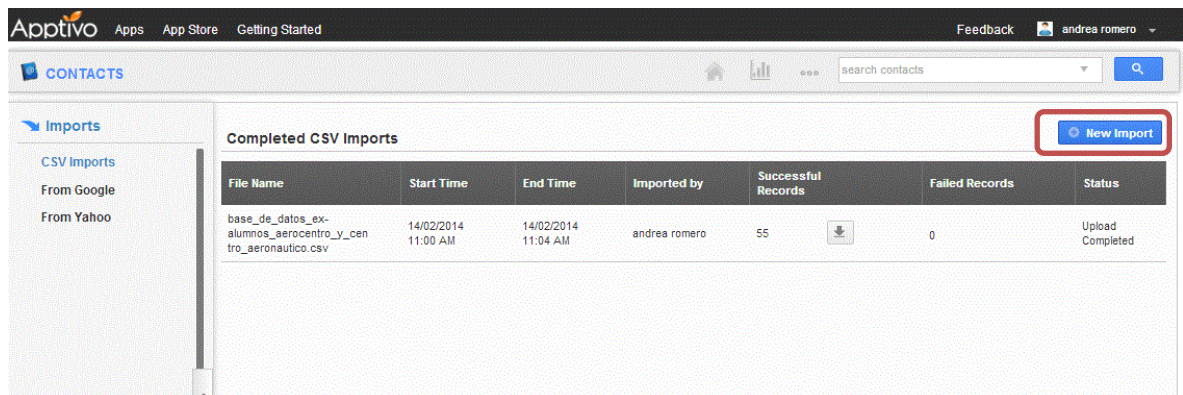 Apptivo Apps App Store Getting Started Feedback andrea romero
CONTACTS search contacts
Imports
CSV Imports
From Google
From Yahoo
Completed CSV Imports New Import
File Name Start Time End Time Imported by Successful Records Failed Records Status
base_de_datos_ex-
alumnos_aerocentro_y_cen
tro_aeronautico.csv
14/02/2014
11:00 AM
14/02/2014
11:04 AM
andrea romero
55
0
Upload
Completed